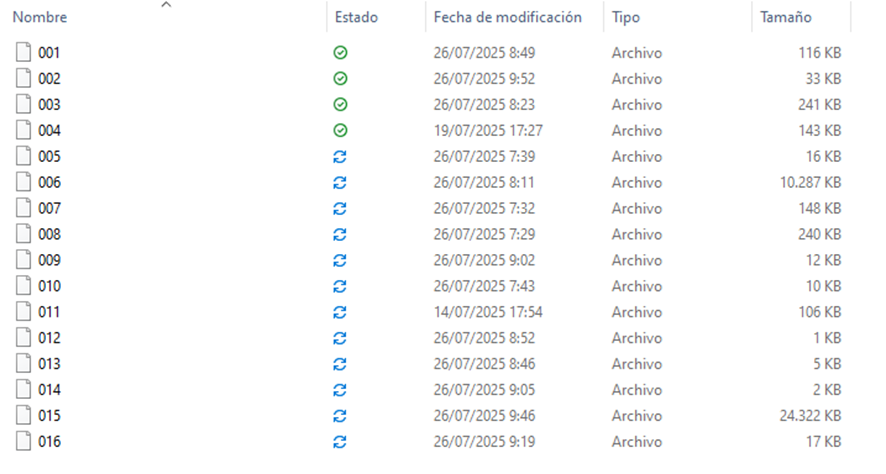 Nombre Estado Fecha de modificación Tipo Tamaño
001 26/07/2025 8:49 Archivo 116 KB
002 26/07/2025 9:52 Archivo 33 KB
003 26/07/2025 8:23 Archivo 241 KB
004 19/07/2025 17:27 Archivo 143 KB
005 26/07/2025 7:39 Archivo 16 KB
006 26/07/2025 8:11 Archivo 10.287 KB
007 26/07/2025 7:32 Archivo 148 KB
008 26/07/2025 7:29 Archivo 240 KB
009 26/07/2025 9:02 Archivo 12 KB
010 26/07/2025 7:43 Archivo 10 KB
011 14/07/2025 17:54 Archivo 106 KB
012 26/07/2025 8:52 Archivo 1 KB
013 26/07/2025 8:46 Archivo 5 KB
014 26/07/2025 9:05 Archivo 2 KB
015 26/07/2025 9:46 Archivo 24.322 KB
016 26/07/2025 9:19 Archivo 17 KB